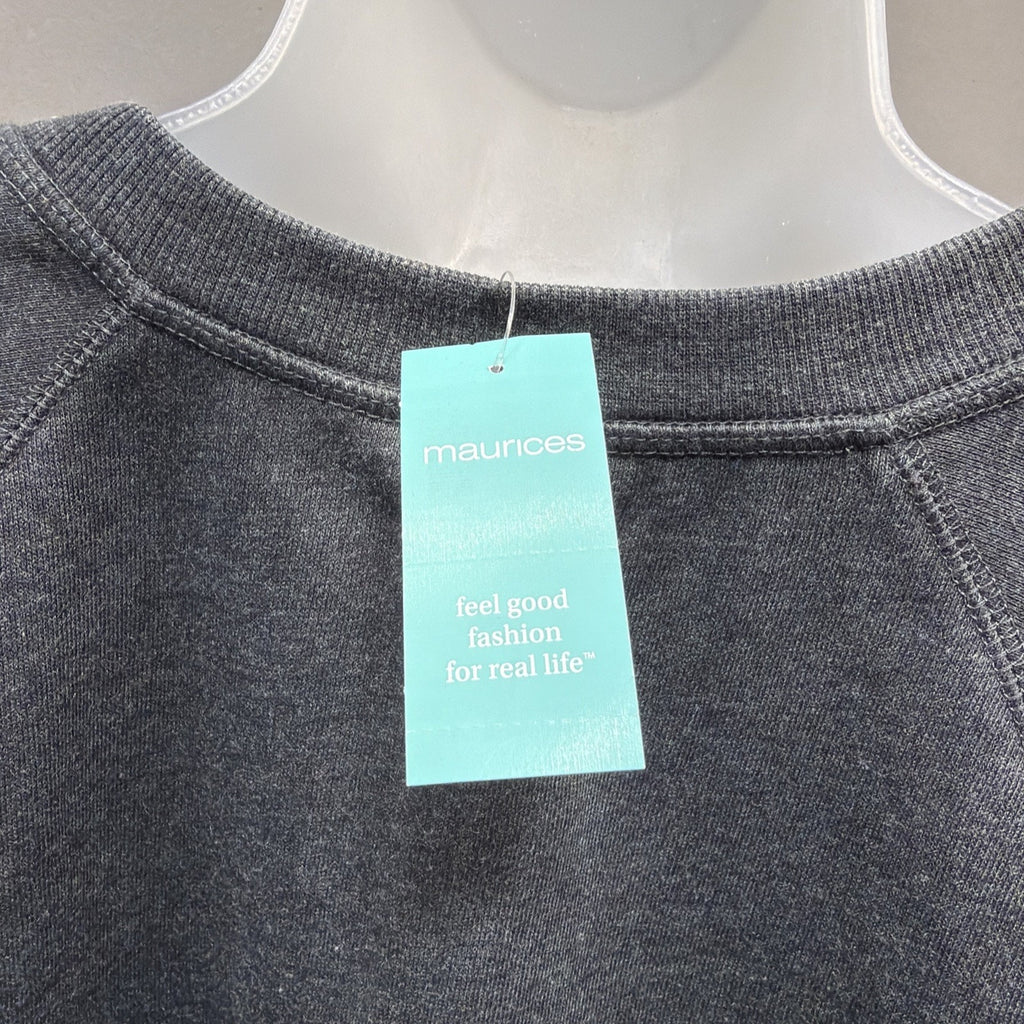 maurices
feel good
fashion
for real life™